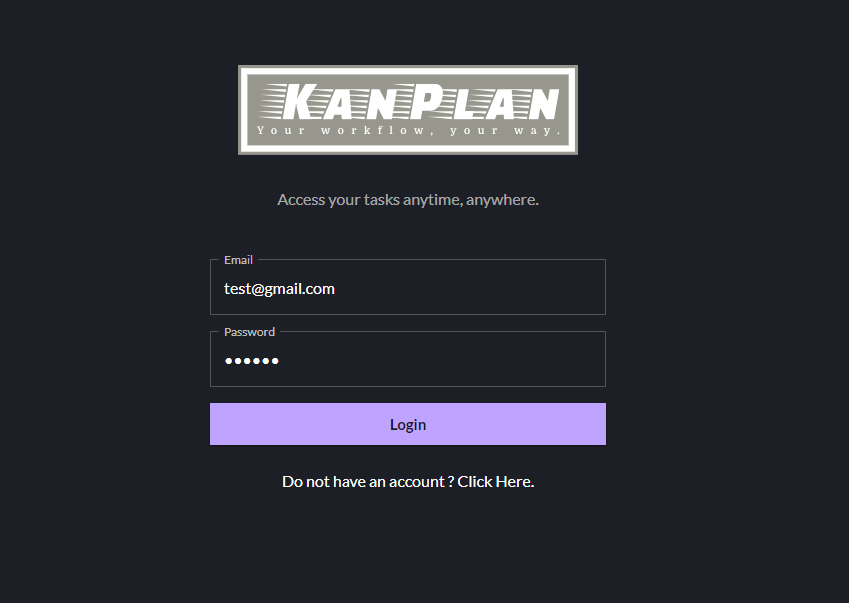 KANPLAN
Your workflow, your way.
Access your tasks anytime, anywhere.
Email
test@gmail.com
Password
••••••
Login
Do not have an account ? Click Here.